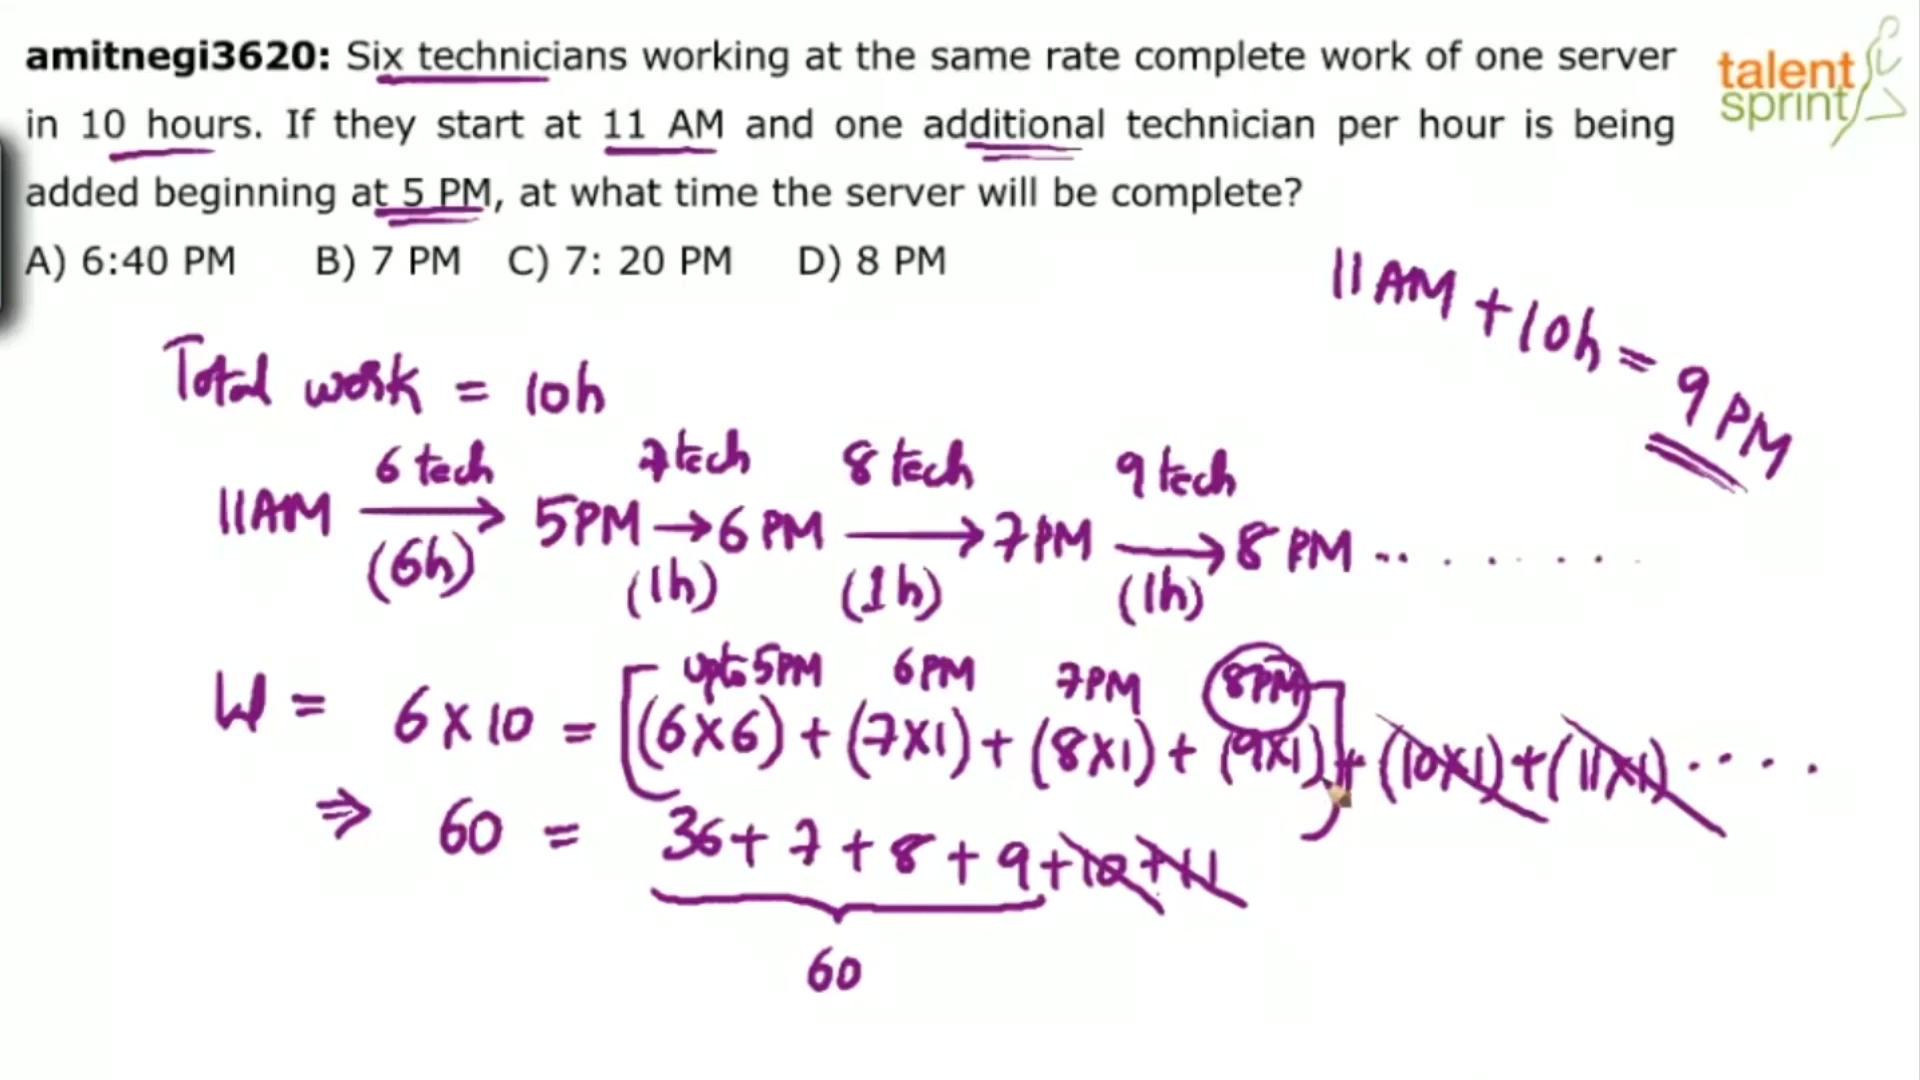 amitnegi3620: Six technicians working at the same rate complete work of one server
in 10 hours. If they start at 11 AM and one additional technician per hour is being
added beginning at 5 PM, at what time the server will be complete?
A) 6:40 PM B) 7 PM C) 7: 20 PM D) 8 PM
talent
sprint
11AM + 10h = 9 PM
Total work = 10h
6 tech 7 tech 8 tech 9 tech
11AM → 5PM → 6 PM → 7PM → 8 PM .. . . . . .
(6h) (1h) (1h) (1h)
upto 5PM 6PM 7PM 8PM
W = 6 X 10 = [(6X6) + (7X1) + (8X1) + (9X1)] + (10X1) + (11X1) . . . .
⇒ 60 = 36 + 7 + 8 + 9 + 10 + 11
60